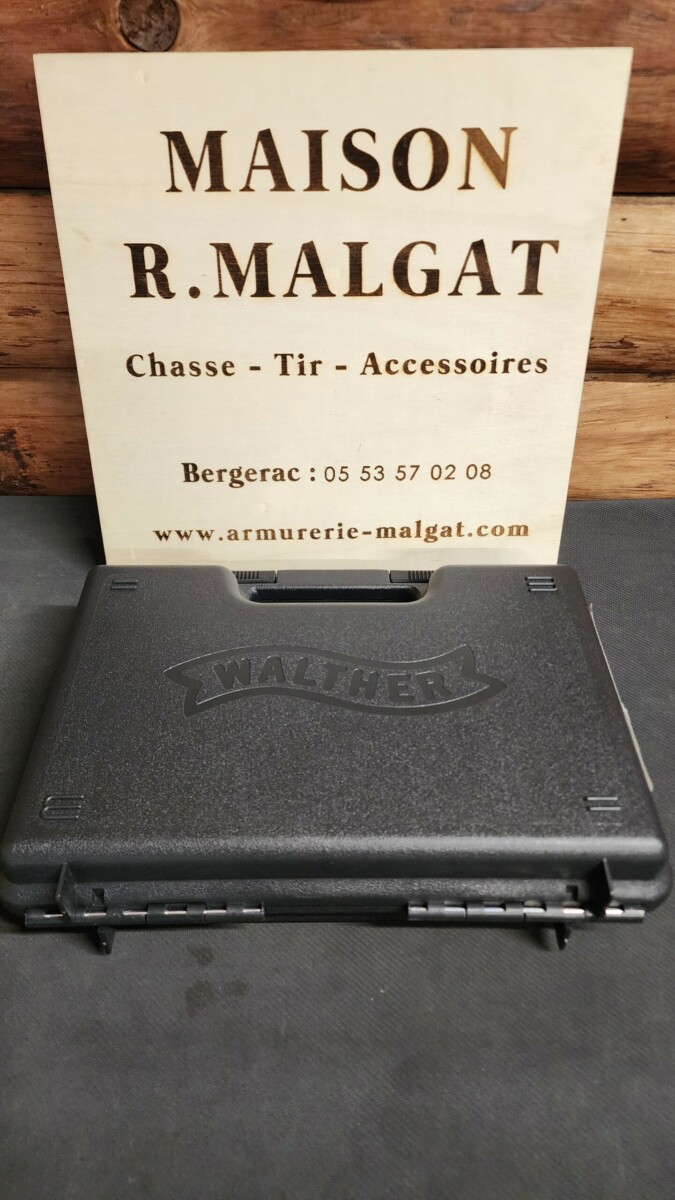 MAISON
R.MALGAT
Chasse - Tir - Accessoires
Bergerac : 05 53 57 02 08
www.armurerie-malgat.com
WALTHER